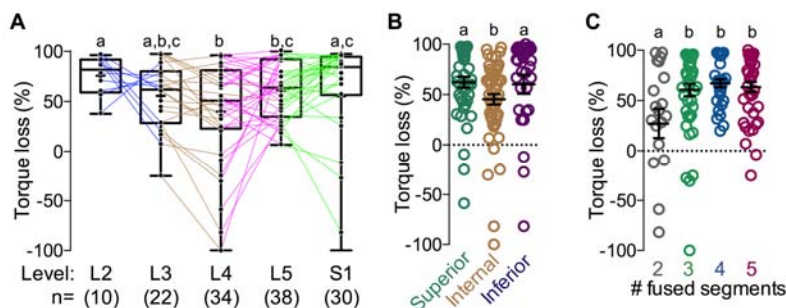 A
Torque loss (%)
100
50
0
-50
-100
a
a,b,c
b
b,c
a,c
Level: L2 L3 L4 L5 S1
n= (10) (22) (34) (38) (30)
B
Torque loss (%)
100
50
0
-50
-100
a
b
a
Superior
Internal
Inferior
C
Torque loss (%)
100
50
0
-50
-100
a
b
b
b
2 3 4 5
# fused segments